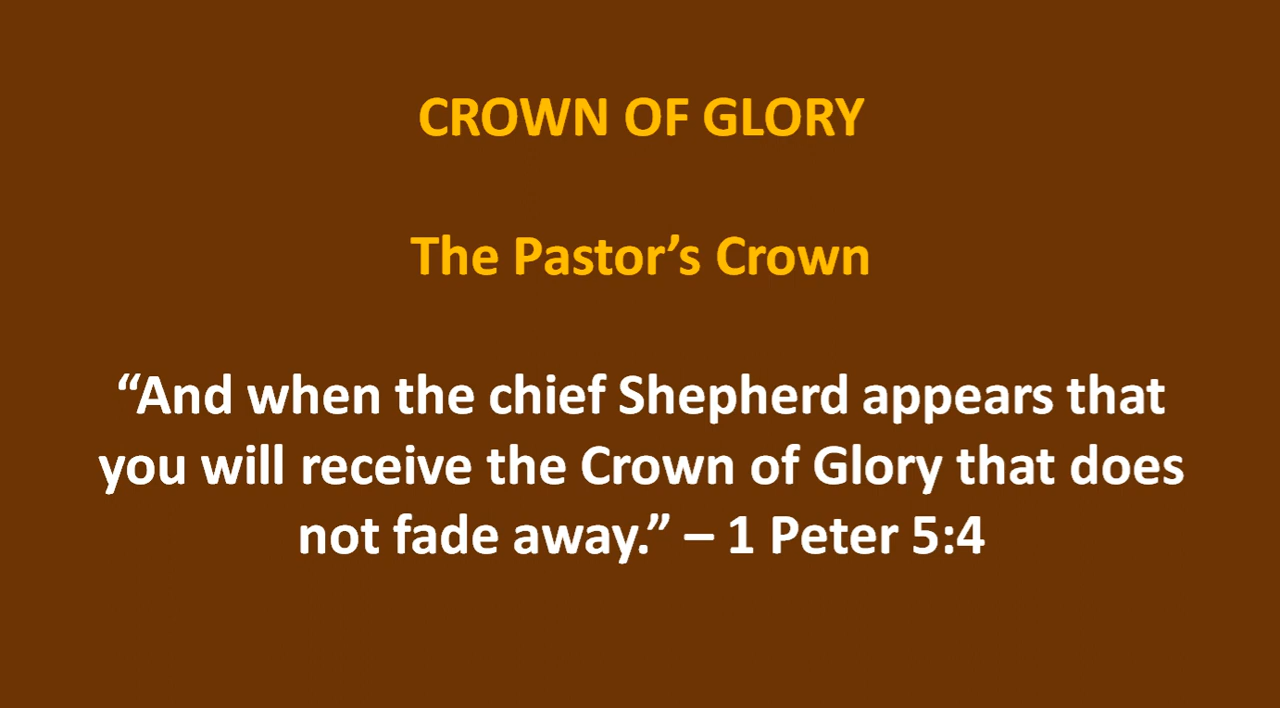 CROWN OF GLORY
The Pastor’s Crown
“And when the chief Shepherd appears that
you will receive the Crown of Glory that does
not fade away.” – 1 Peter 5:4